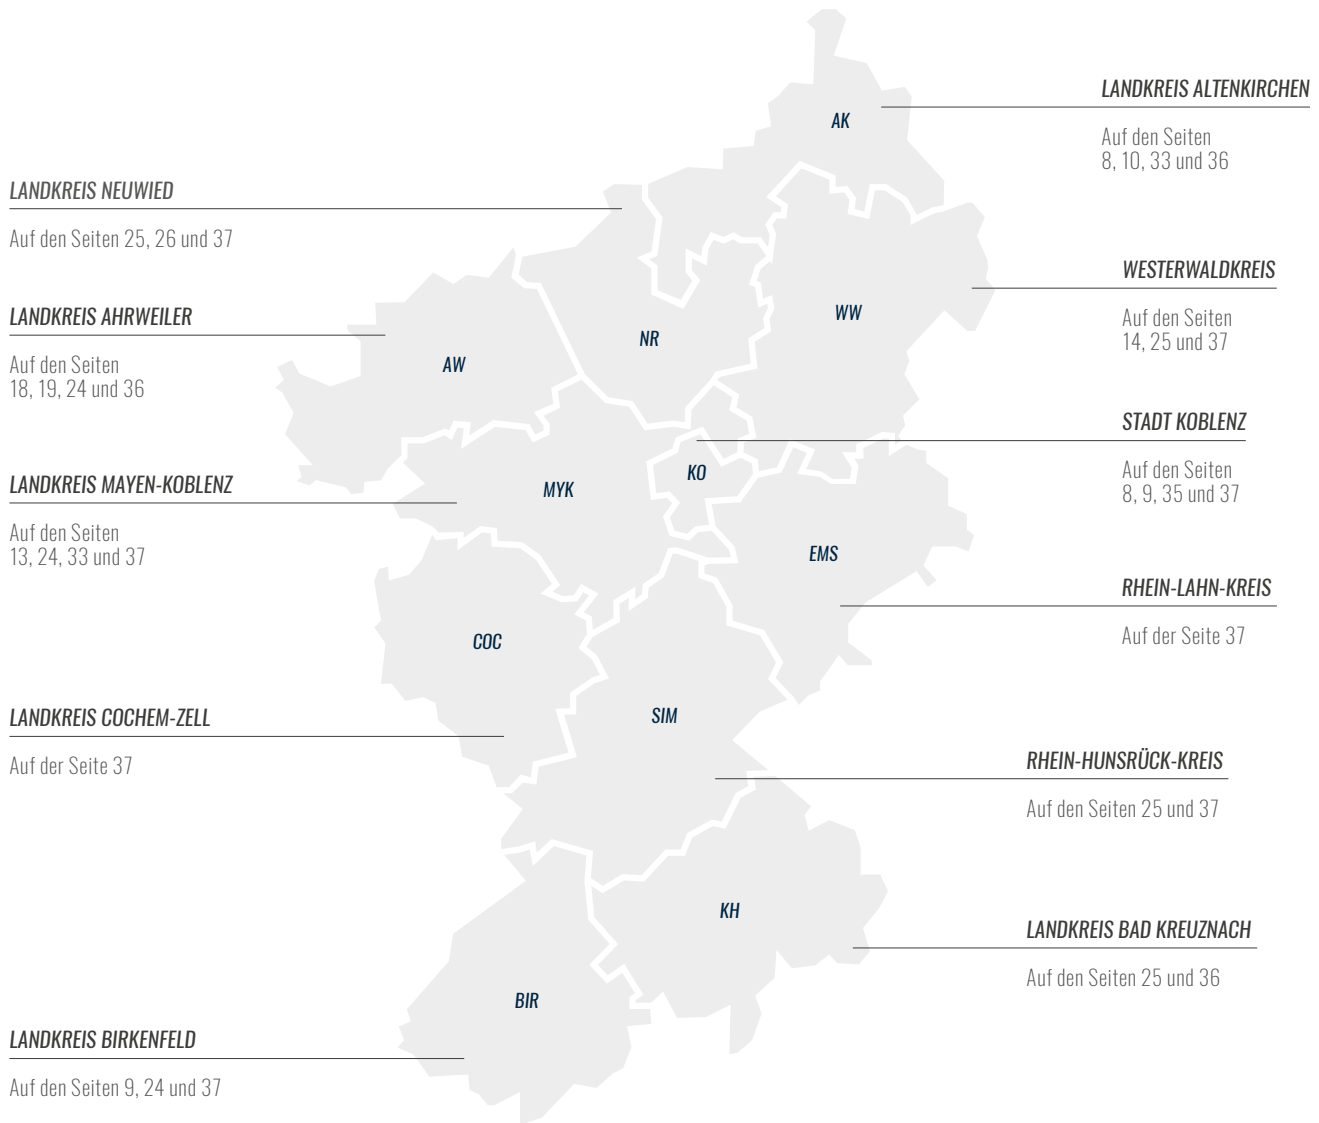 LANDKREIS NEUWIED
Auf den Seiten 25, 26 und 37
LANDKREIS AHRWEILER
Auf den Seiten
18, 19, 24 und 36
LANDKREIS MAYEN-KOBLENZ
Auf den Seiten
13, 24, 33 und 37
LANDKREIS COCHEM-ZELL
Auf der Seite 37
LANDKREIS BIRKENFELD
Auf den Seiten 9, 24 und 37
AK
WW
NR
AW
KO
MYK
EMS
COC
SIM
KH
BIR
LANDKREIS ALTENKIRCHEN
Auf den Seiten
8, 10, 33 und 36
WESTERWALDKREIS
Auf den Seiten
14, 25 und 37
STADT KOBLENZ
Auf den Seiten
8, 9, 35 und 37
RHEIN-LAHN-KREIS
Auf der Seite 37
RHEIN-HUNSRÜCK-KREIS
Auf den Seiten 25 und 37
LANDKREIS BAD KREUZNACH
Auf den Seiten 25 und 36